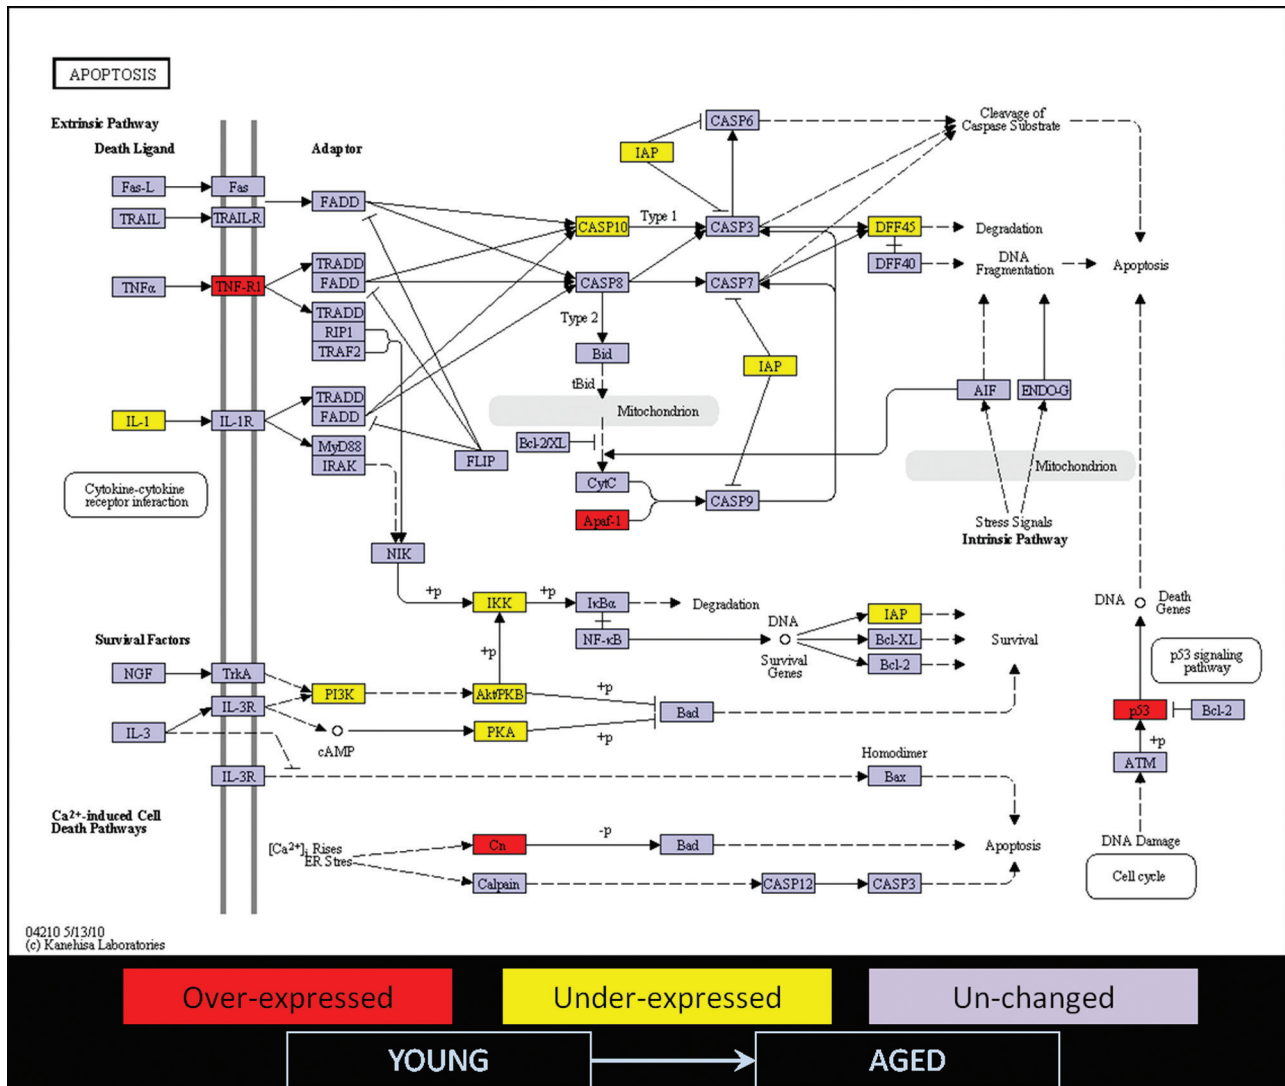 APOPTOSIS
Extrinsic Pathway
Death Ligand
Adaptor
Fas-L
Fas
FADD
TRAIL
TRAIL-R
TNFα
TNF-R1
TRADD
FADD
TRADD
RIP1
TRAF2
IL-1
IL-1R
TRADD
FADD
MyD88
IRAK
FLIP
Cytokine-cytokine
receptor interaction
NIK
CASP6
IAP
CASP10
Type 1
CASP3
CASP8
CASP7
Type 2
Bid
tBid
Mitochondrion
IAP
Bcl-2/XL
CytC
CASP9
Apaf-1
Cleavage of
Caspase Substrate
DFF45
Degradation
DFF40
DNA
Fragmentation
Apoptosis
AIF
ENDO-G
Mitochondrion
Stress Signals
Intrinsic Pathway
+p
IKK
+p
IκBα
Degradation
NF-κB
DNA
Survival
Genes
IAP
Bcl-XL
Bcl-2
Survival
DNA
Death
Genes
p53 signaling
pathway
p53
Bcl-2
+p
ATM
DNA Damage
Cell cycle
Survival Factors
NGF
TrkA
PI3K
+p
Akt/PKB
+p
IL-3R
IL-3
cAMP
PKA
+p
Bad
IL-3R
Homodimer
Bax
Ca2+-induced Cell
Death Pathways
[Ca2+]i Rises
ER Stres
Cn
-p
Bad
Apoptosis
Calpain
CASP12
CASP3
04210 5/13/10
(c) Kanehisa Laboratories
Over-expressed
Under-expressed
Un-changed
YOUNG
AGED